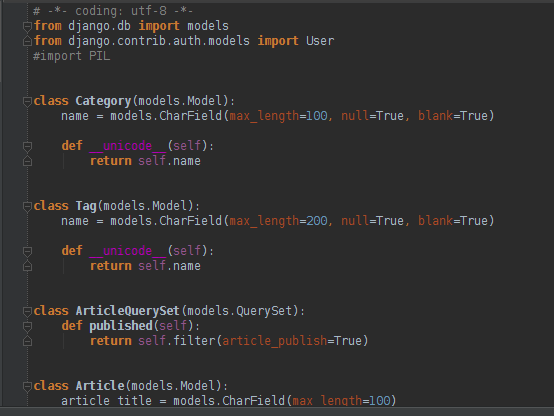 # -*- coding: utf-8 -*-
from django.db import models
from django.contrib.auth.models import User
#import PIL
class Category(models.Model):
name = models.CharField(max_length=100, null=True, blank=True)
def __unicode__(self):
return self.name
class Tag(models.Model):
name = models.CharField(max_length=200, null=True, blank=True)
def __unicode__(self):
return self.name
class ArticleQuerySet(models.QuerySet):
def published(self):
return self.filter(article_publish=True)
class Article(models.Model):
article_title = models.CharField(max_length=100)